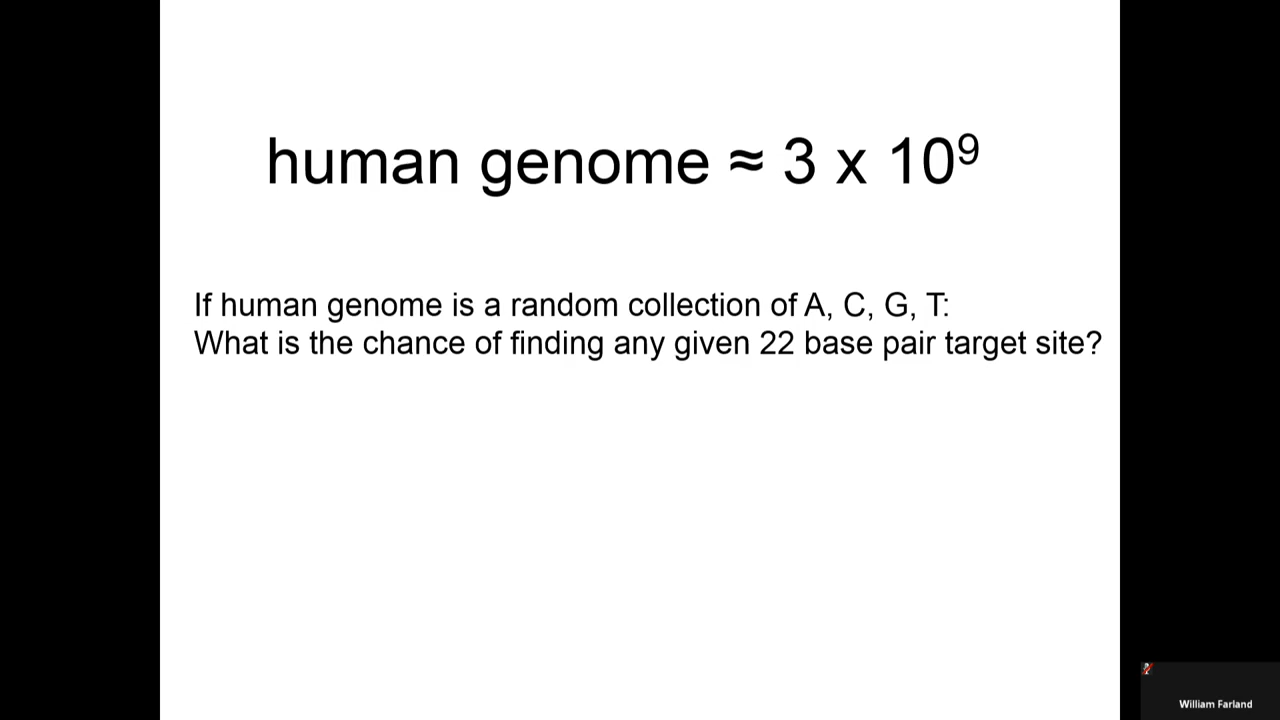 human genome ≈ 3 x 10⁹
If human genome is a random collection of A, C, G, T:
What is the chance of finding any given 22 base pair target site?
William Farland